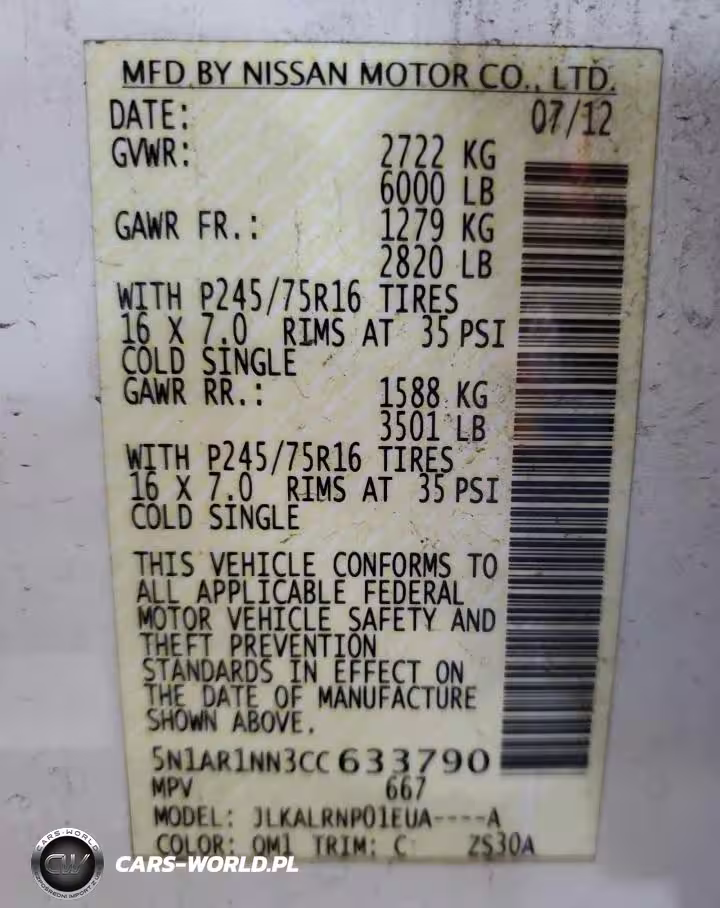 MFD BY NISSAN MOTOR CO., LTD.
DATE: 07/12
GVWR: 2722 KG
6000 LB
GAWR FR.: 1279 KG
2820 LB
WITH P245/75R16 TIRES
16 X 7.0 RIMS AT 35 PSI
COLD SINGLE
GAWR RR.: 1588 KG
3501 LB
WITH P245/75R16 TIRES
16 X 7.0 RIMS AT 35 PSI
COLD SINGLE
THIS VEHICLE CONFORMS TO
ALL APPLICABLE FEDERAL
MOTOR VEHICLE SAFETY AND
THEFT PREVENTION
STANDARDS IN EFFECT ON
THE DATE OF MANUFACTURE
SHOWN ABOVE.
5N1AR1NN3CC633790
MPV 667
MODEL: JLKALRNP01EUA----A
COLOR: QM1 TRIM: C ZS30A
CARS-WORLD
CW
CARS-WORLD.PL